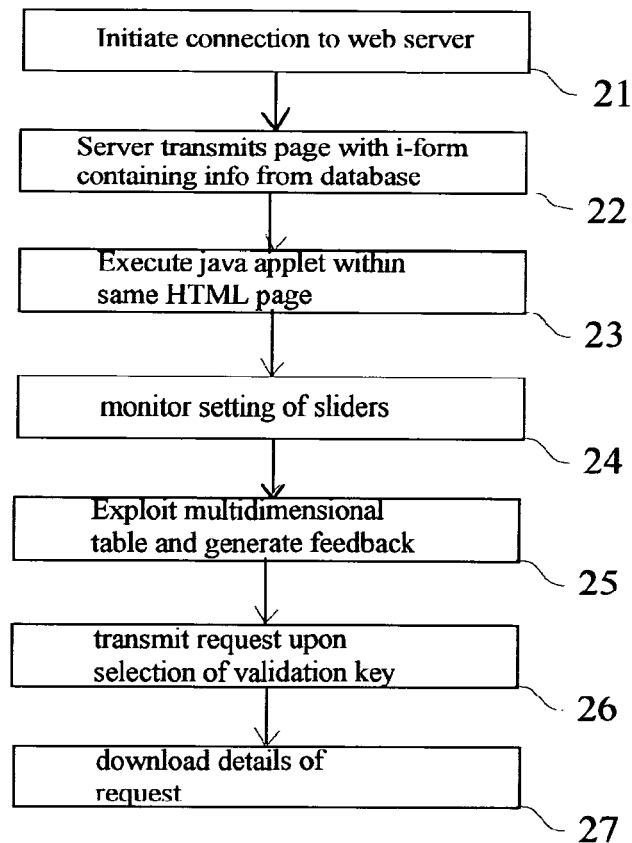 Initiate connection to web server
21
Server transmits page with i-form
containing info from database
22
Execute java applet within
same HTML page
23
monitor setting of sliders
24
Exploit multidimensional
table and generate feedback
25
transmit request upon
selection of validation key
26
download details of
request
27